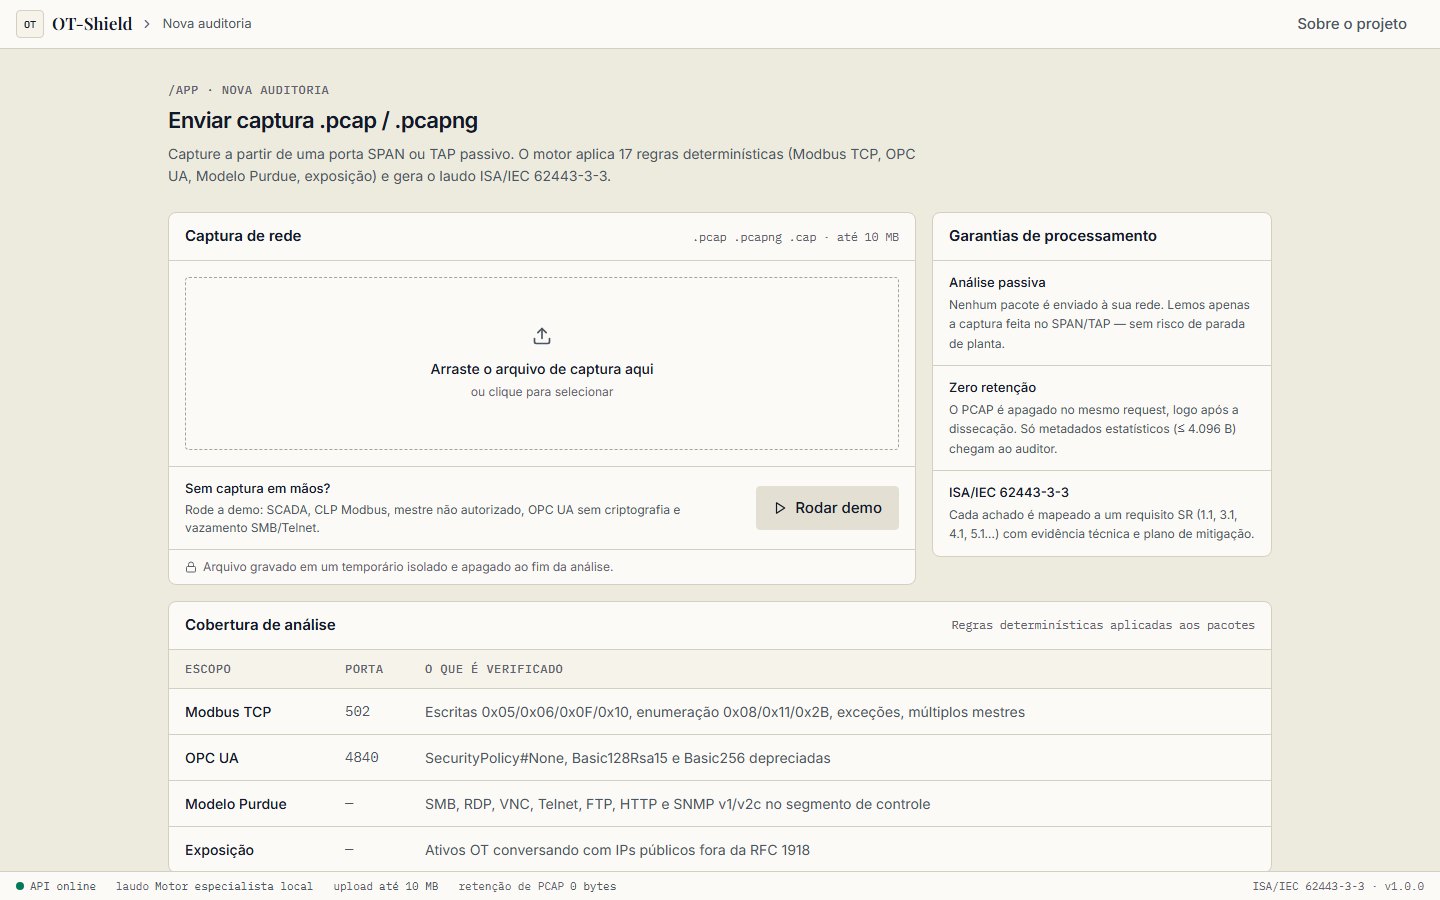 OT OT-Shield > Nova auditoria Sobre o projeto
/APP · NOVA AUDITORIA
Enviar captura .pcap / .pcapng
Capture a partir de uma porta SPAN ou TAP passivo. O motor aplica 17 regras determinísticas (Modbus TCP, OPC
UA, Modelo Purdue, exposição) e gera o laudo ISA/IEC 62443-3-3.
Captura de rede .pcap .pcapng .cap · até 10 MB
Arraste o arquivo de captura aqui
ou clique para selecionar
Sem captura em mãos?
Rode a demo: SCADA, CLP Modbus, mestre não autorizado, OPC UA sem criptografia e
vazamento SMB/Telnet.
Rodar demo
Arquivo gravado em um temporário isolado e apagado ao fim da análise.
Garantias de processamento
Análise passiva
Nenhum pacote é enviado à sua rede. Lemos apenas
a captura feita no SPAN/TAP — sem risco de parada
de planta.
Zero retenção
O PCAP é apagado no mesmo request, logo após a
dissecação. Só metadados estatísticos (≤ 4.096 B)
chegam ao auditor.
ISA/IEC 62443-3-3
Cada achado é mapeado a um requisito SR (1.1, 3.1,
4.1, 5.1…) com evidência técnica e plano de mitigação.
Cobertura de análise Regras determinísticas aplicadas aos pacotes
ESCOPO PORTA O QUE É VERIFICADO
Modbus TCP 502 Escritas 0x05/0x06/0x0F/0x10, enumeração 0x08/0x11/0x2B, exceções, múltiplos mestres
OPC UA 4840 SecurityPolicy#None, Basic128Rsa15 e Basic256 depreciadas
Modelo Purdue — SMB, RDP, VNC, Telnet, FTP, HTTP e SNMP v1/v2c no segmento de controle
Exposição — Ativos OT conversando com IPs públicos fora da RFC 1918
API online laudo Motor especialista local upload até 10 MB retenção de PCAP 0 bytes ISA/IEC 62443-3-3 · v1.0.0